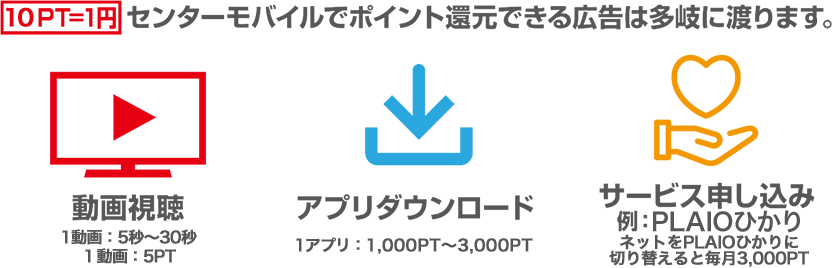 10PT=1円 センターモバイルでポイント還元できる広告は多岐に渡ります。
動画視聴
1動画：5秒〜30秒
1動画：5PT
アプリダウンロード
1アプリ：1,000PT〜3,000PT
サービス申し込み
例：PLAIOひかり
ネットをPLAIOひかりに
切り替えると毎月3,000PT